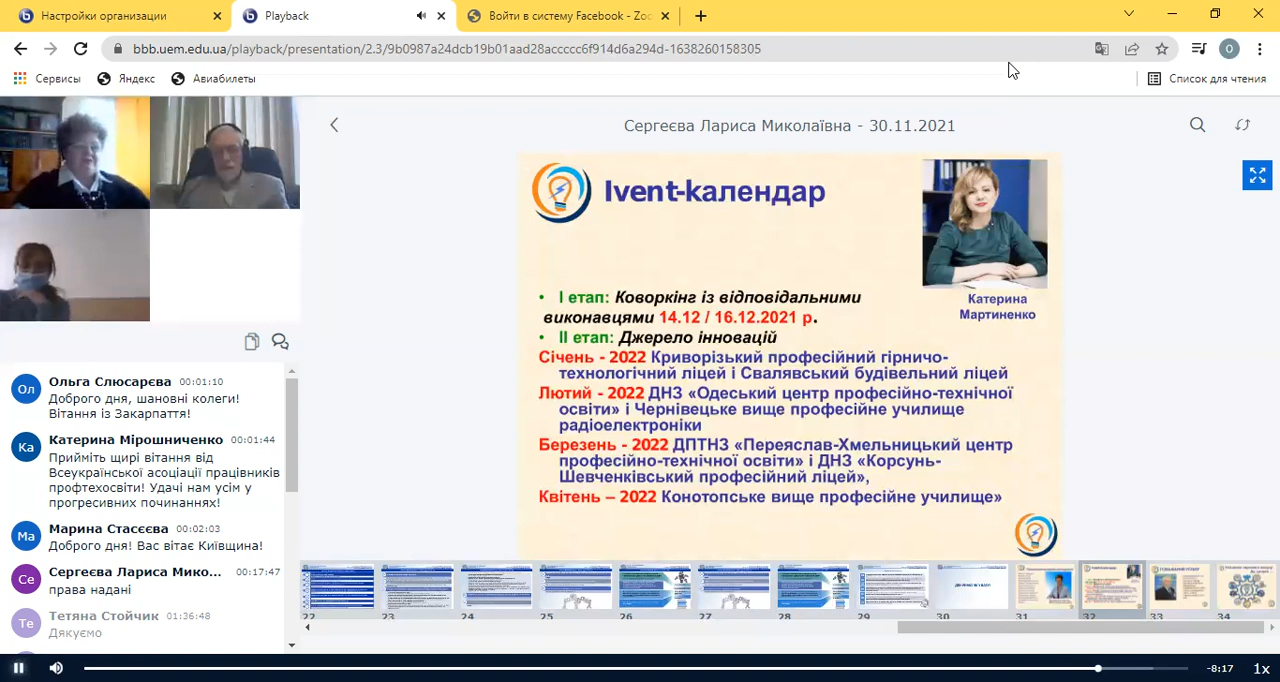 Настройки организации
Playback
Войти в систему Facebook - Zoo
bbb.uem.edu.ua/playback/presentation/2.3/9b0987a24dcb19b01aad28accccc6f914d6a294d-1638260158305
О
Сервисы
Яндекс
Авиабилеты
Список для чтения
Сергеєва Лариса Миколаївна - 30.11.2021
Ivent-календар
Катерина
Мартиненко
• І етап: Коворкінг із відповідальними
виконавцями 14.12 / 16.12.2021 р.
• ІІ етап: Джерело інновацій
Січень - 2022 Криворізький професійний гірничо-
технологічний ліцей і Свалявський будівельний ліцей
Лютий - 2022 ДНЗ «Одеський центр професійно-технічної
освіти» і Чернівецьке вище професійне училище
радіоелектроніки
Березень - 2022 ДПТНЗ «Переяслав-Хмельницький центр
професійно-технічної освіти» і ДНЗ «Корсунь-
Шевченківський професійний ліцей»,
Квітень – 2022 Конотопське вище професійне училище»
Ол
Ольга Слюсарєва 00:01:10
Доброго дня, шановні колеги!
Вітання із Закарпаття!
Ка
Катерина Мірошниченко 00:01:44
Прийміть щирі вітання від
Всеукраїнської асоціації працівників
профтехосвіти! Удачі нам усім у
прогресивних починаннях!
Ма
Марина Стасєєва 00:02:03
Доброго дня! Вас вітає Київщина!
Се
Сергеєва Лариса Мико... 00:17:47
права надані
Те
Тетяна Стойчик 01:36:48
Дякуємо
22
23
24
25
26
27
28
29
30
31
32
33
34
-8:17
1x